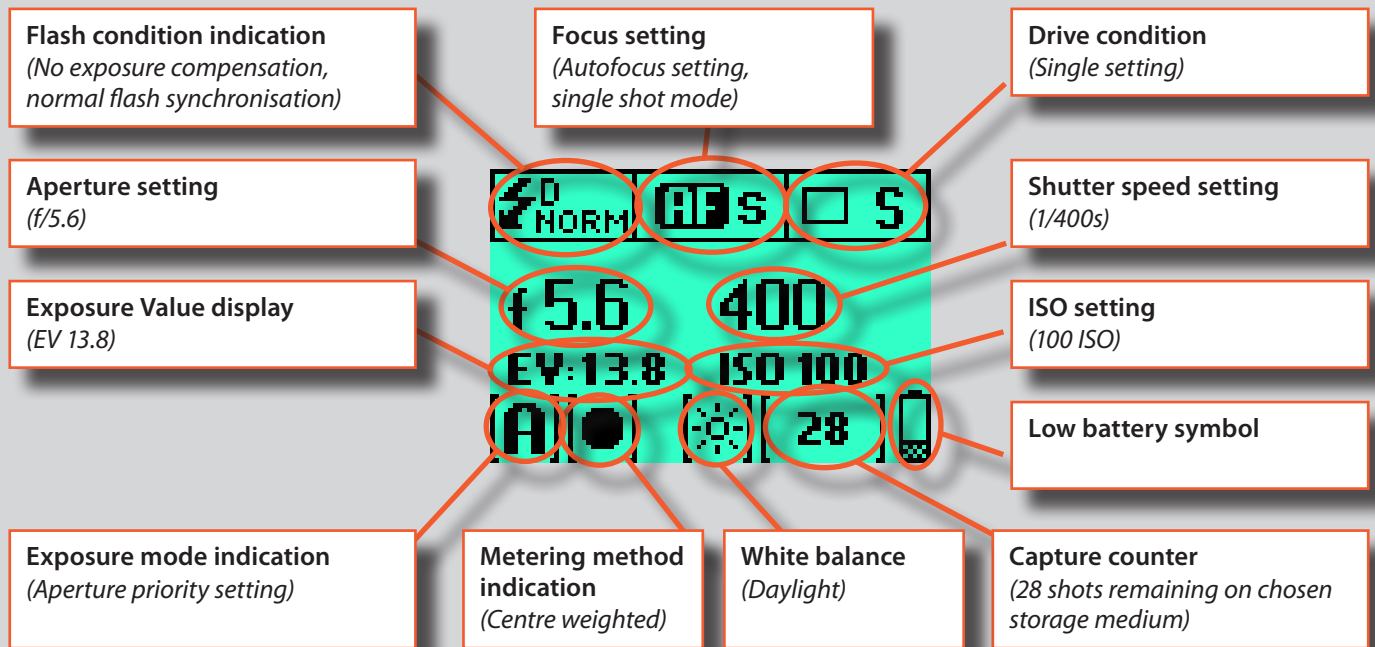 Flash condition indication
(No exposure compensation,
normal flash synchronisation)
Focus setting
(Autofocus setting,
single shot mode)
Drive condition
(Single setting)
Aperture setting
(f/5.6)
Shutter speed setting
(1/400s)
Exposure Value display
(EV 13.8)
ISO setting
(100 ISO)
Low battery symbol
D
NORM
AF S
S
f 5.6
400
EV:13.8
ISO 100
[A]
[28]
Exposure mode indication
(Aperture priority setting)
Metering method
indication
(Centre weighted)
White balance
(Daylight)
Capture counter
(28 shots remaining on chosen
storage medium)